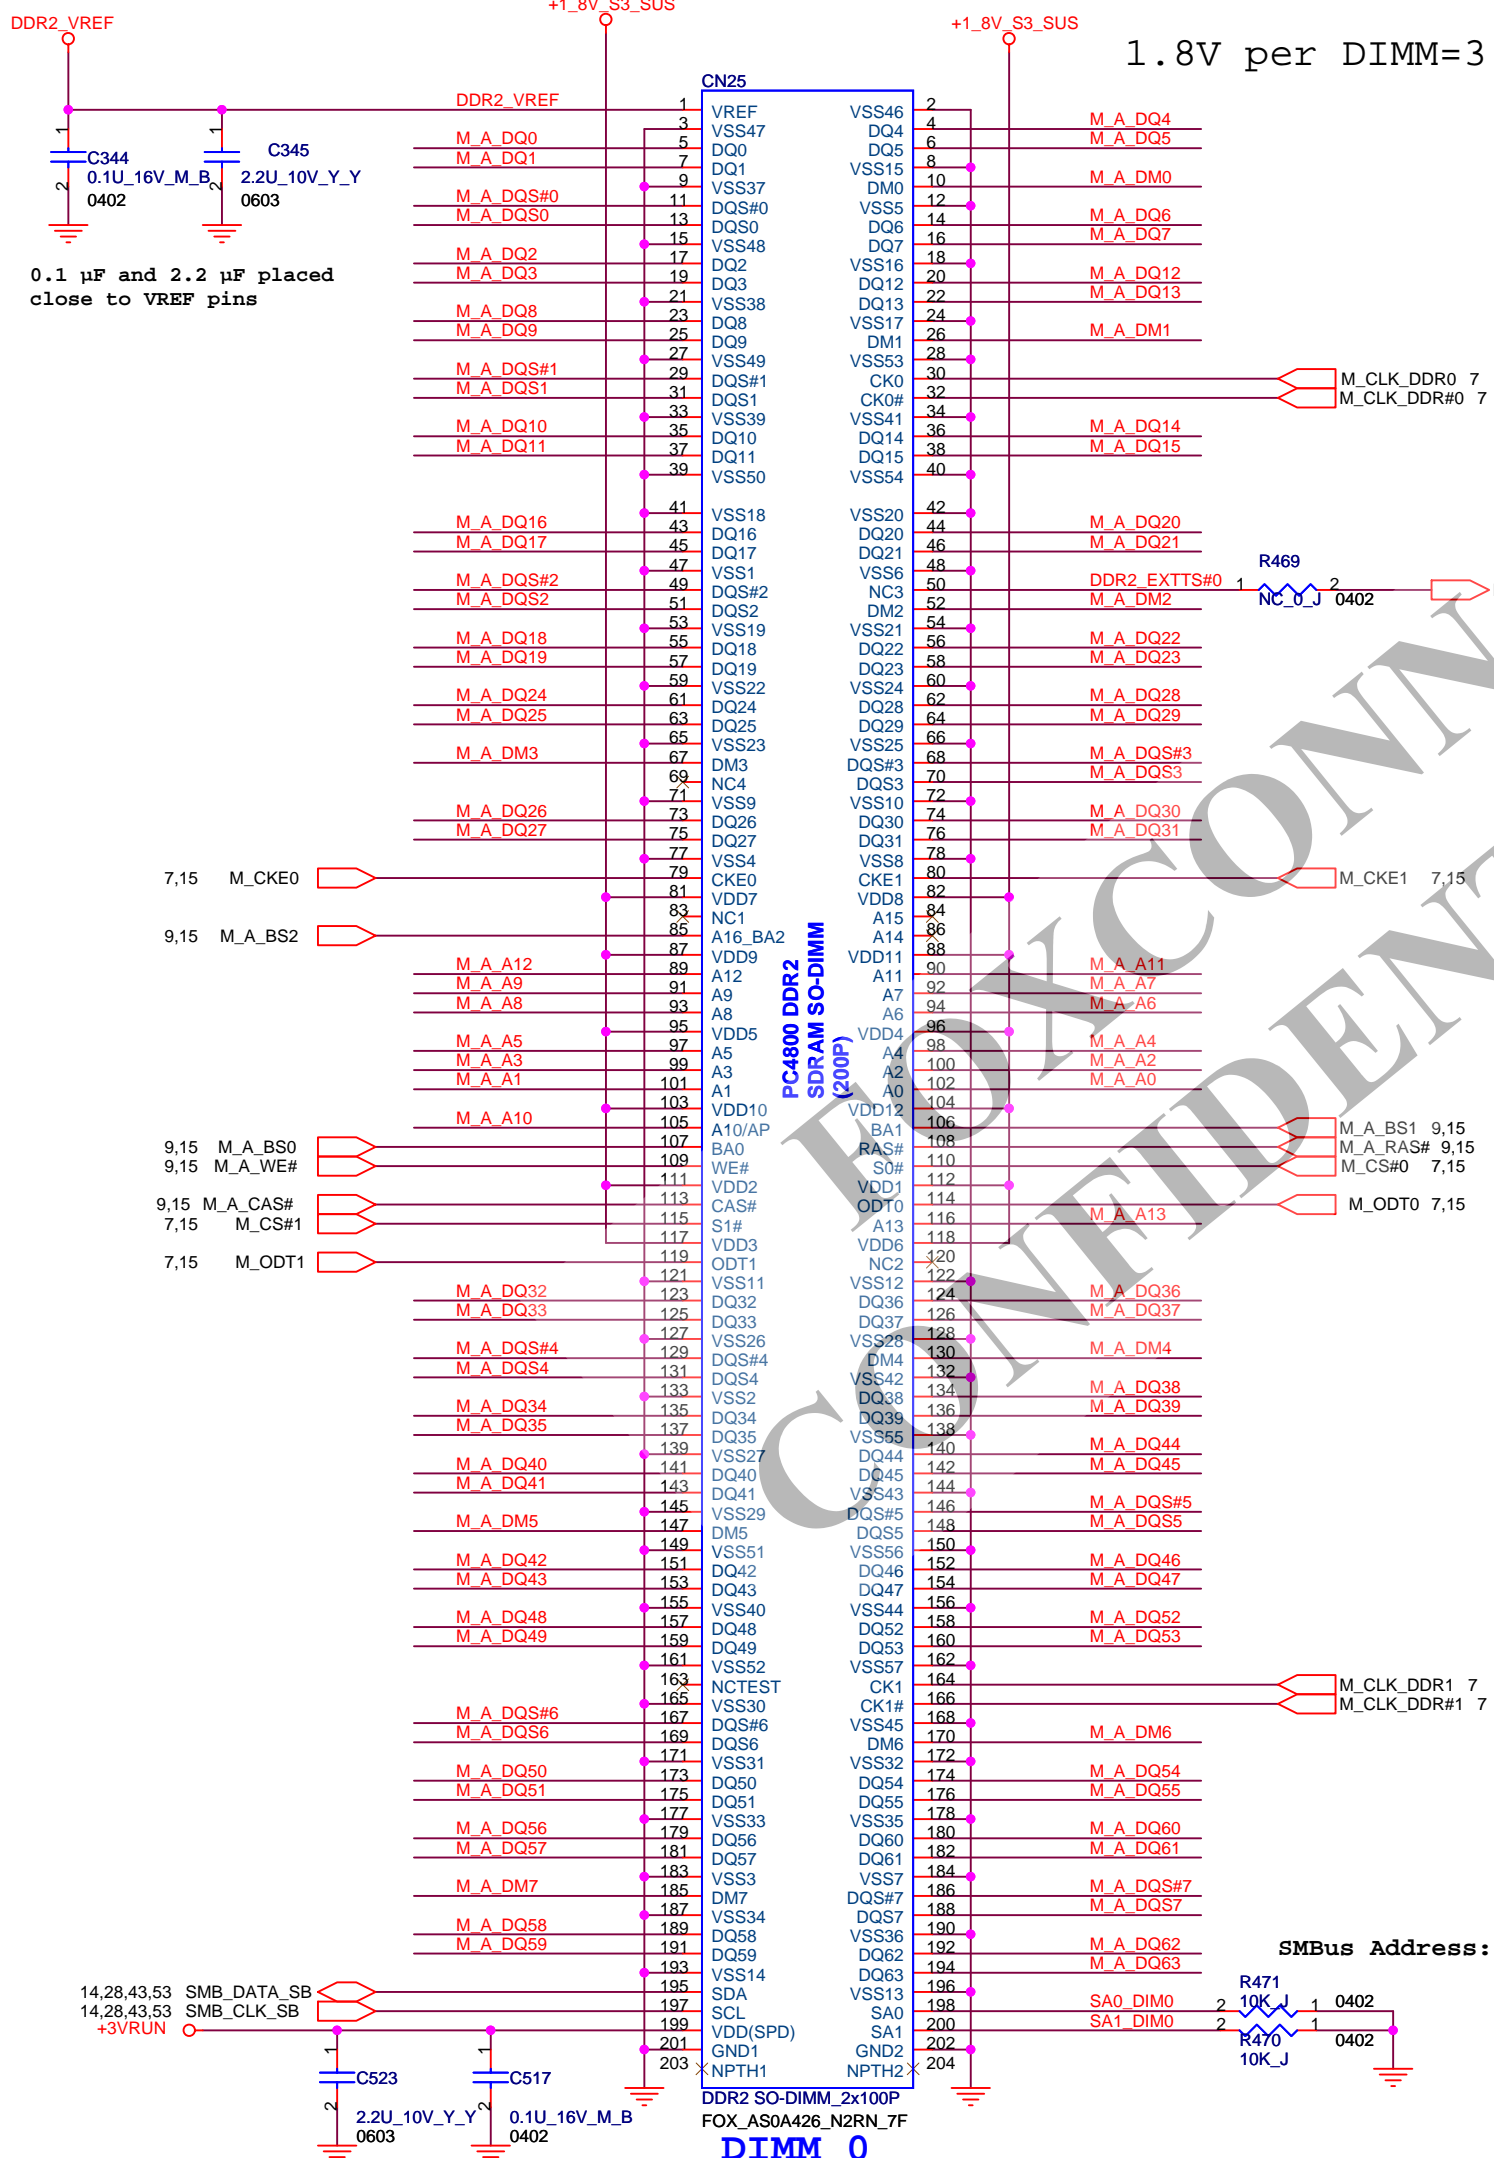 DDR2_VREF
+1_8V_S3_SUS
+1_8V_S3_SUS
1.8V per DIMM=3
CN25
DDR2_VREF 1 VREF VSS46 2
3 VSS47 DQ4 4 M_A_DQ4
M_A_DQ0 5 DQ0 DQ5 6 M_A_DQ5
M_A_DQ1 7 DQ1 VSS15 8
9 VSS37 DM0 10 M_A_DM0
M_A_DQS#0 11 DQS#0 VSS5 12
M_A_DQS0 13 DQS0 DQ6 14 M_A_DQ6
15 VSS48 DQ7 16 M_A_DQ7
M_A_DQ2 17 DQ2 VSS16 18
M_A_DQ3 19 DQ3 DQ12 20 M_A_DQ12
21 VSS38 DQ13 22 M_A_DQ13
M_A_DQ8 23 DQ8 VSS17 24
M_A_DQ9 25 DQ9 DM1 26 M_A_DM1
27 VSS49 VSS53 28
M_A_DQS#1 29 DQS#1 CK0 30 M_CLK_DDR0 7
M_A_DQS1 31 DQS1 CK0# 32 M_CLK_DDR#0 7
33 VSS39 VSS41 34
M_A_DQ10 35 DQ10 DQ14 36 M_A_DQ14
M_A_DQ11 37 DQ11 DQ15 38 M_A_DQ15
39 VSS50 VSS54 40
41 VSS18 VSS20 42
M_A_DQ16 43 DQ16 DQ20 44 M_A_DQ20
M_A_DQ17 45 DQ17 DQ21 46 M_A_DQ21
47 VSS1 VSS6 48
M_A_DQS#2 49 DQS#2 NC3 50 DDR2_EXTTS#0 1 R469 NC_0_J 2 0402
M_A_DQS2 51 DQS2 DM2 52 M_A_DM2
53 VSS19 VSS21 54
M_A_DQ18 55 DQ18 DQ22 56 M_A_DQ22
M_A_DQ19 57 DQ19 DQ23 58 M_A_DQ23
59 VSS22 VSS24 60
M_A_DQ24 61 DQ24 DQ28 62 M_A_DQ28
M_A_DQ25 63 DQ25 DQ29 64 M_A_DQ29
65 VSS23 VSS25 66
M_A_DM3 67 DM3 DQS#3 68 M_A_DQS#3
69 NC4 DQS3 70 M_A_DQS3
71 VSS9 VSS10 72
M_A_DQ26 73 DQ26 DQ30 74 M_A_DQ30
M_A_DQ27 75 DQ27 DQ31 76 M_A_DQ31
77 VSS4 VSS8 78
7,15 M_CKE0 79 CKE0 CKE1 80 M_CKE1 7,15
81 VDD7 VDD8 82
83 NC1 A15 84
9,15 M_A_BS2 85 A16_BA2 A14 86
87 VDD9 VDD11 88
M_A_A12 89 A12 A11 90 M_A_A11
M_A_A9 91 A9 A7 92 M_A_A7
M_A_A8 93 A8 A6 94 M_A_A6
95 VDD5 VDD4 96
M_A_A5 97 A5 A4 98 M_A_A4
M_A_A3 99 A3 A2 100 M_A_A2
M_A_A1 101 A1 A0 102 M_A_A0
103 VDD10 VDD12 104
M_A_A10 105 A10/AP BA1 106 M_A_BS1 9,15
9,15 M_A_BS0 107 BA0 RAS# 108 M_A_RAS# 9,15
9,15 M_A_WE# 109 WE# S0# 110 M_CS#0 7,15
111 VDD2 VDD1 112
9,15 M_A_CAS# 113 CAS# ODT0 114 M_ODT0 7,15
7,15 M_CS#1 115 S1# A13 116 M_A_A13
117 VDD3 VDD6 118
7,15 M_ODT1 119 ODT1 NC2 120
121 VSS11 VSS12 122
M_A_DQ32 123 DQ32 DQ36 124 M_A_DQ36
M_A_DQ33 125 DQ33 DQ37 126 M_A_DQ37
127 VSS26 VSS28 128
M_A_DQS#4 129 DQS#4 DM4 130 M_A_DM4
M_A_DQS4 131 DQS4 VSS42 132
133 VSS2 DQ38 134 M_A_DQ38
M_A_DQ34 135 DQ34 DQ39 136 M_A_DQ39
M_A_DQ35 137 DQ35 VSS55 138
139 VSS27 DQ44 140 M_A_DQ44
M_A_DQ40 141 DQ40 DQ45 142 M_A_DQ45
M_A_DQ41 143 DQ41 VSS43 144
145 VSS29 DQS#5 146 M_A_DQS#5
M_A_DM5 147 DM5 DQS5 148 M_A_DQS5
149 VSS51 VSS56 150
M_A_DQ42 151 DQ42 DQ46 152 M_A_DQ46
M_A_DQ43 153 DQ43 DQ47 154 M_A_DQ47
155 VSS40 VSS44 156
M_A_DQ48 157 DQ48 DQ52 158 M_A_DQ52
M_A_DQ49 159 DQ49 DQ53 160 M_A_DQ53
161 VSS52 VSS57 162
163 NCTEST CK1 164 M_CLK_DDR1 7
165 VSS30 CK1# 166 M_CLK_DDR#1 7
M_A_DQS#6 167 DQS#6 VSS45 168
M_A_DQS6 169 DQS6 DM6 170 M_A_DM6
171 VSS31 VSS32 172
M_A_DQ50 173 DQ50 DQ54 174 M_A_DQ54
M_A_DQ51 175 DQ51 DQ55 176 M_A_DQ55
177 VSS33 VSS35 178
M_A_DQ56 179 DQ56 DQ60 180 M_A_DQ60
M_A_DQ57 181 DQ57 DQ61 182 M_A_DQ61
183 VSS3 VSS7 184
M_A_DM7 185 DM7 DQS#7 186 M_A_DQS#7
187 VSS34 DQS7 188 M_A_DQS7
M_A_DQ58 189 DQ58 VSS36 190
M_A_DQ59 191 DQ59 DQ62 192 M_A_DQ62
193 VSS14 DQ63 194 M_A_DQ63
14,28,43,53 SMB_DATA_SB 195 SDA VSS13 196
14,28,43,53 SMB_CLK_SB 197 SCL SA0 198 SA0_DIM0 2 R471 10K_J 1 0402
+3VRUN 199 VDD(SPD) SA1 200 SA1_DIM0 2 R470 10K_J 1 0402
201 GND1 GND2 202
203 NPTH1 NPTH2 204
PC4800 DDR2
SDRAM SO-DIMM
(200P)
1 C344 2
0.1U_16V_M_B
0402
1 C345 2
2.2U_10V_Y_Y
0603
0.1 µF and 2.2 µF placed
close to VREF pins
SMBus Address:
1 C523 2
2.2U_10V_Y_Y
0603
1 C517 2
0.1U_16V_M_B
0402
DDR2 SO-DIMM_2x100P
FOX_AS0A426_N2RN_7F
DIMM 0
FOXCONN
CONFIDENT